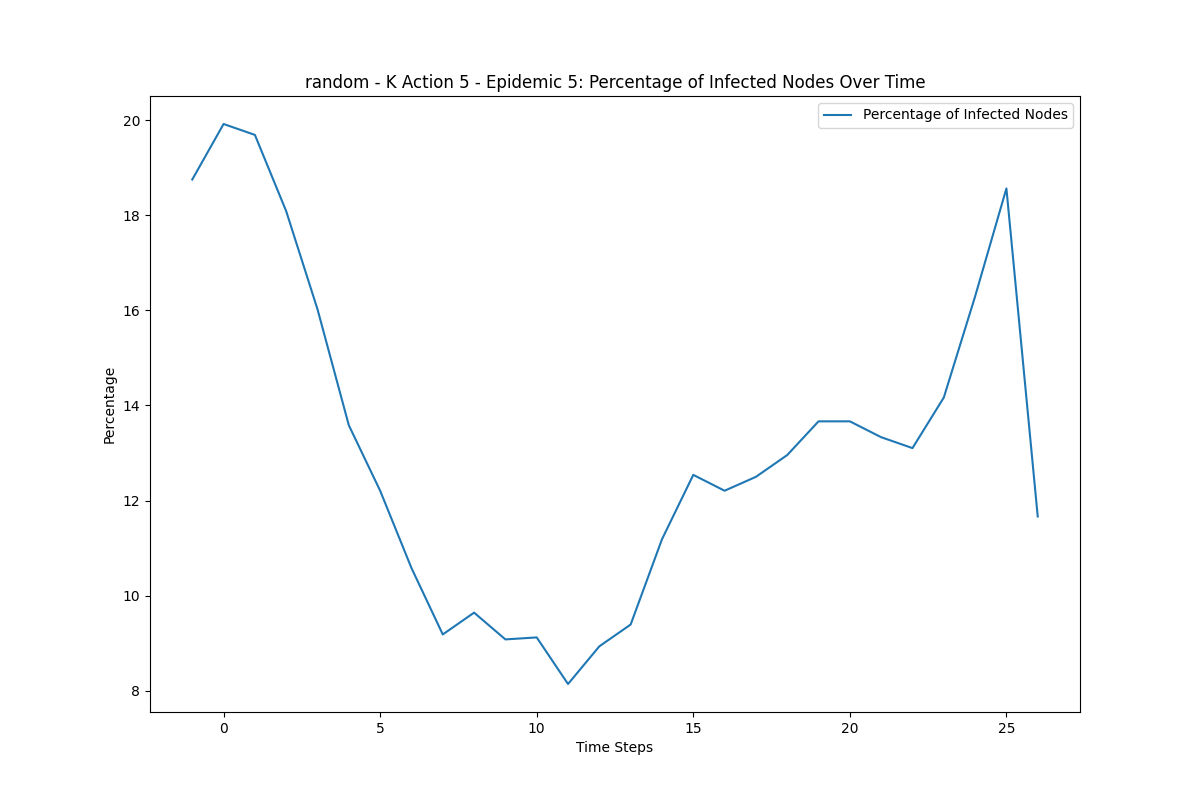 random - K Action 5 - Epidemic 5: Percentage of Infected Nodes Over Time
Percentage of Infected Nodes
20
18
16
14
12
10
8
Percentage
0 5 10 15 20 25
Time Steps